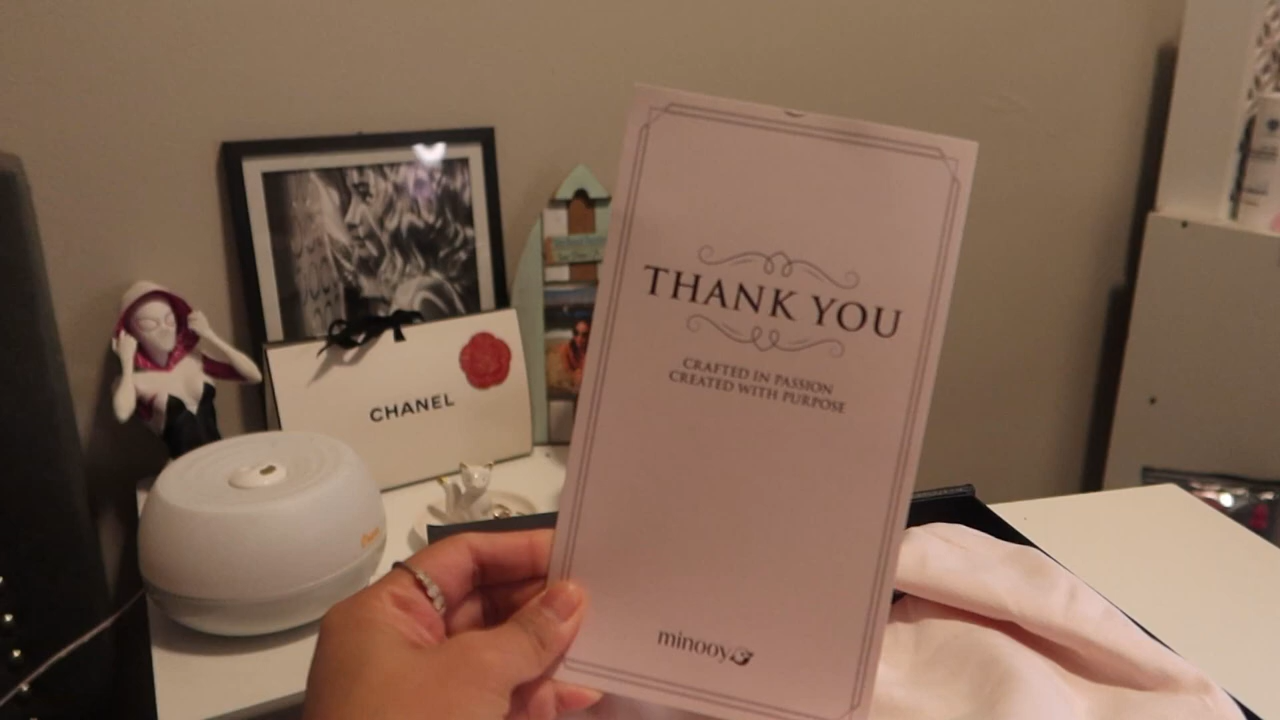 THANK YOU
CRAFTED IN PASSION
CREATED WITH PURPOSE
minooy
CHANEL